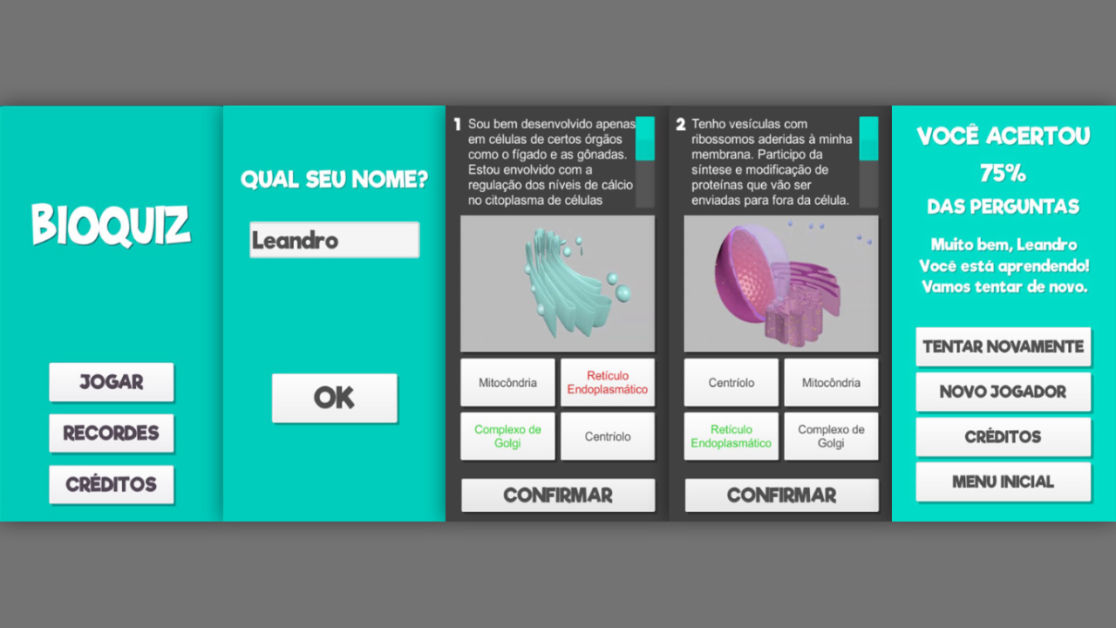 BIOQUIZ
JOGAR
RECORDES
CRÉDITOS
QUAL SEU NOME?
Leandro
OK
1 Sou bem desenvolvido apenas
em células de certos órgãos
como o fígado e as gônadas.
Estou envolvido com a
regulação dos níveis de cálcio
no citoplasma de células
Mitocôndria
Retículo
Endoplasmático
Complexo de
Golgi
Centríolo
CONFIRMAR
2 Tenho vesículas com
ribossomos aderidas à minha
membrana. Participo da
síntese e modificação de
proteínas que vão ser
enviadas para fora da célula.
Centríolo
Mitocôndria
Retículo
Endoplasmático
Complexo de
Golgi
CONFIRMAR
VOCÊ ACERTOU
75%
DAS PERGUNTAS
Muito bem, Leandro
Você está aprendendo!
Vamos tentar de novo.
TENTAR NOVAMENTE
NOVO JOGADOR
CRÉDITOS
MENU INICIAL